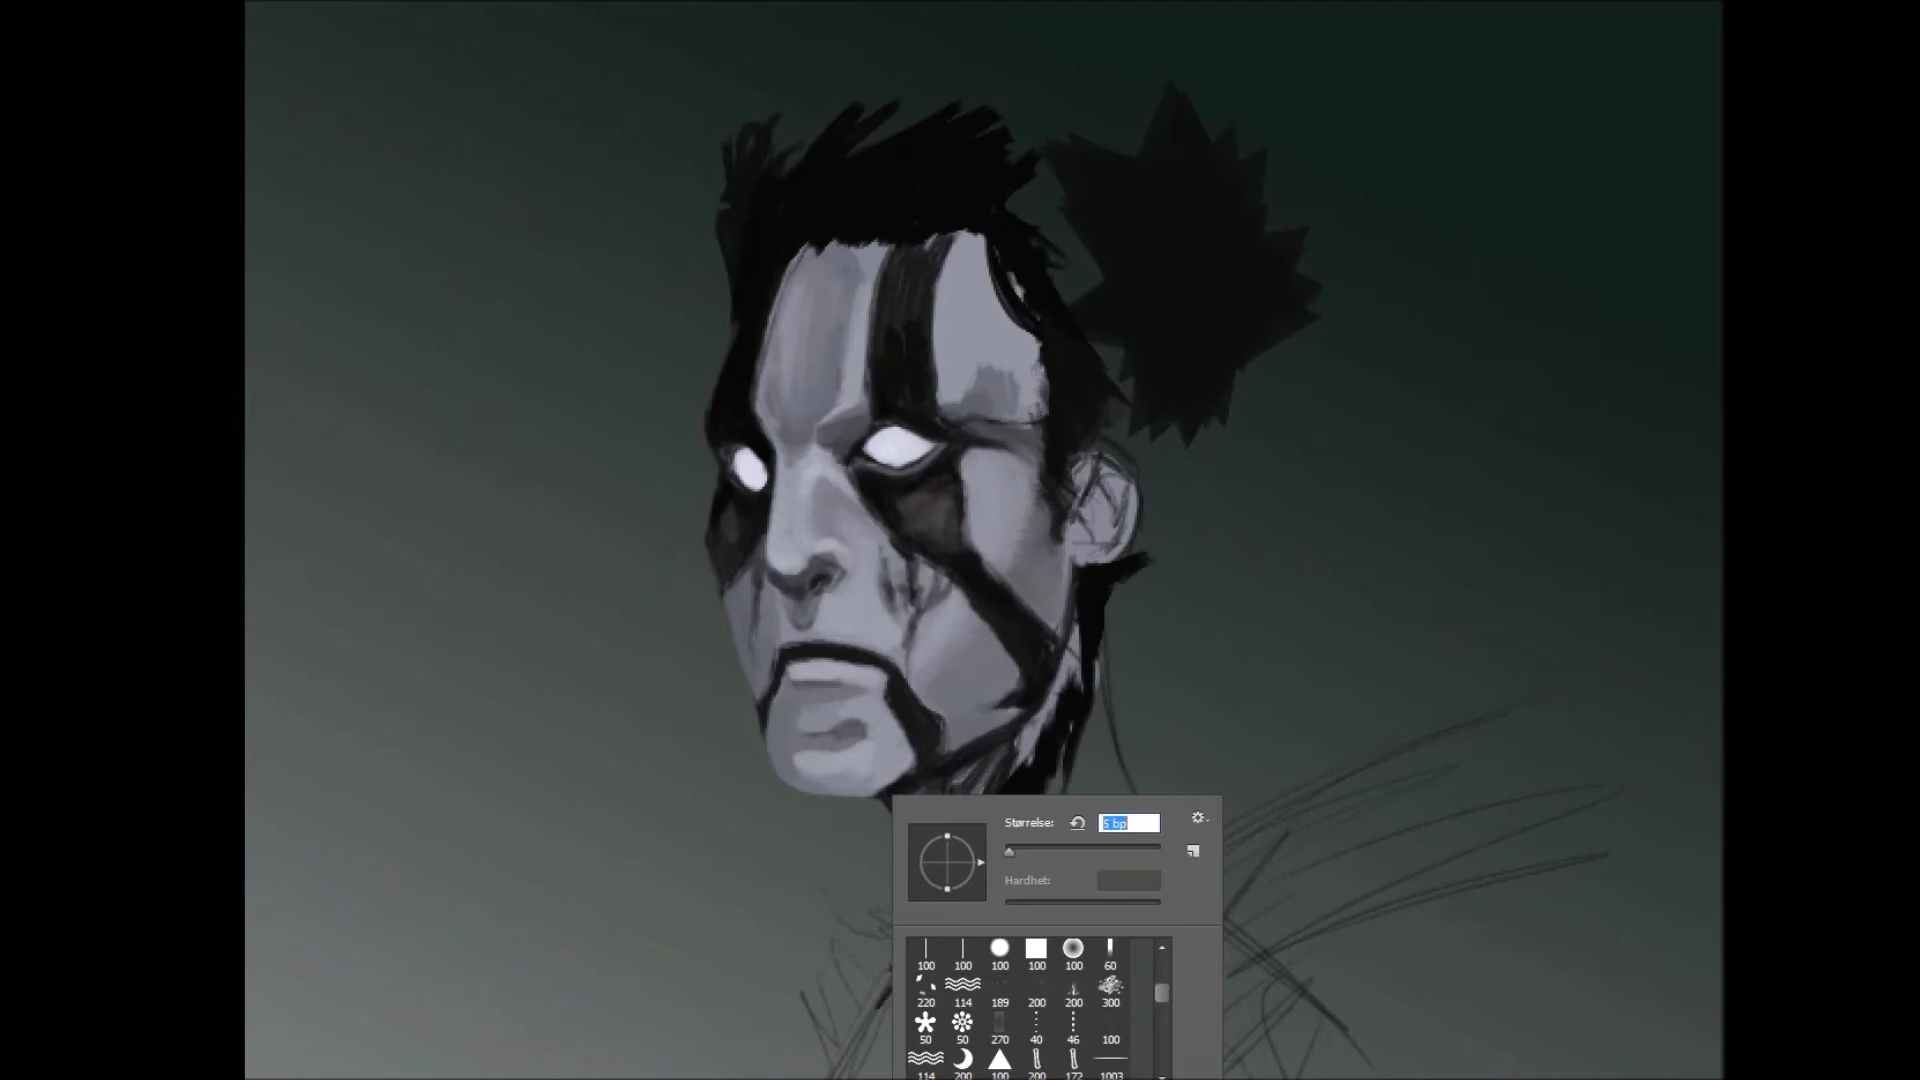 Størrelse: 5 bp
Hardhet:
100 100 100 100 100 60
220 114 189 200 200 300
50 50 270 40 46 100
114 200 100 200 172 1003